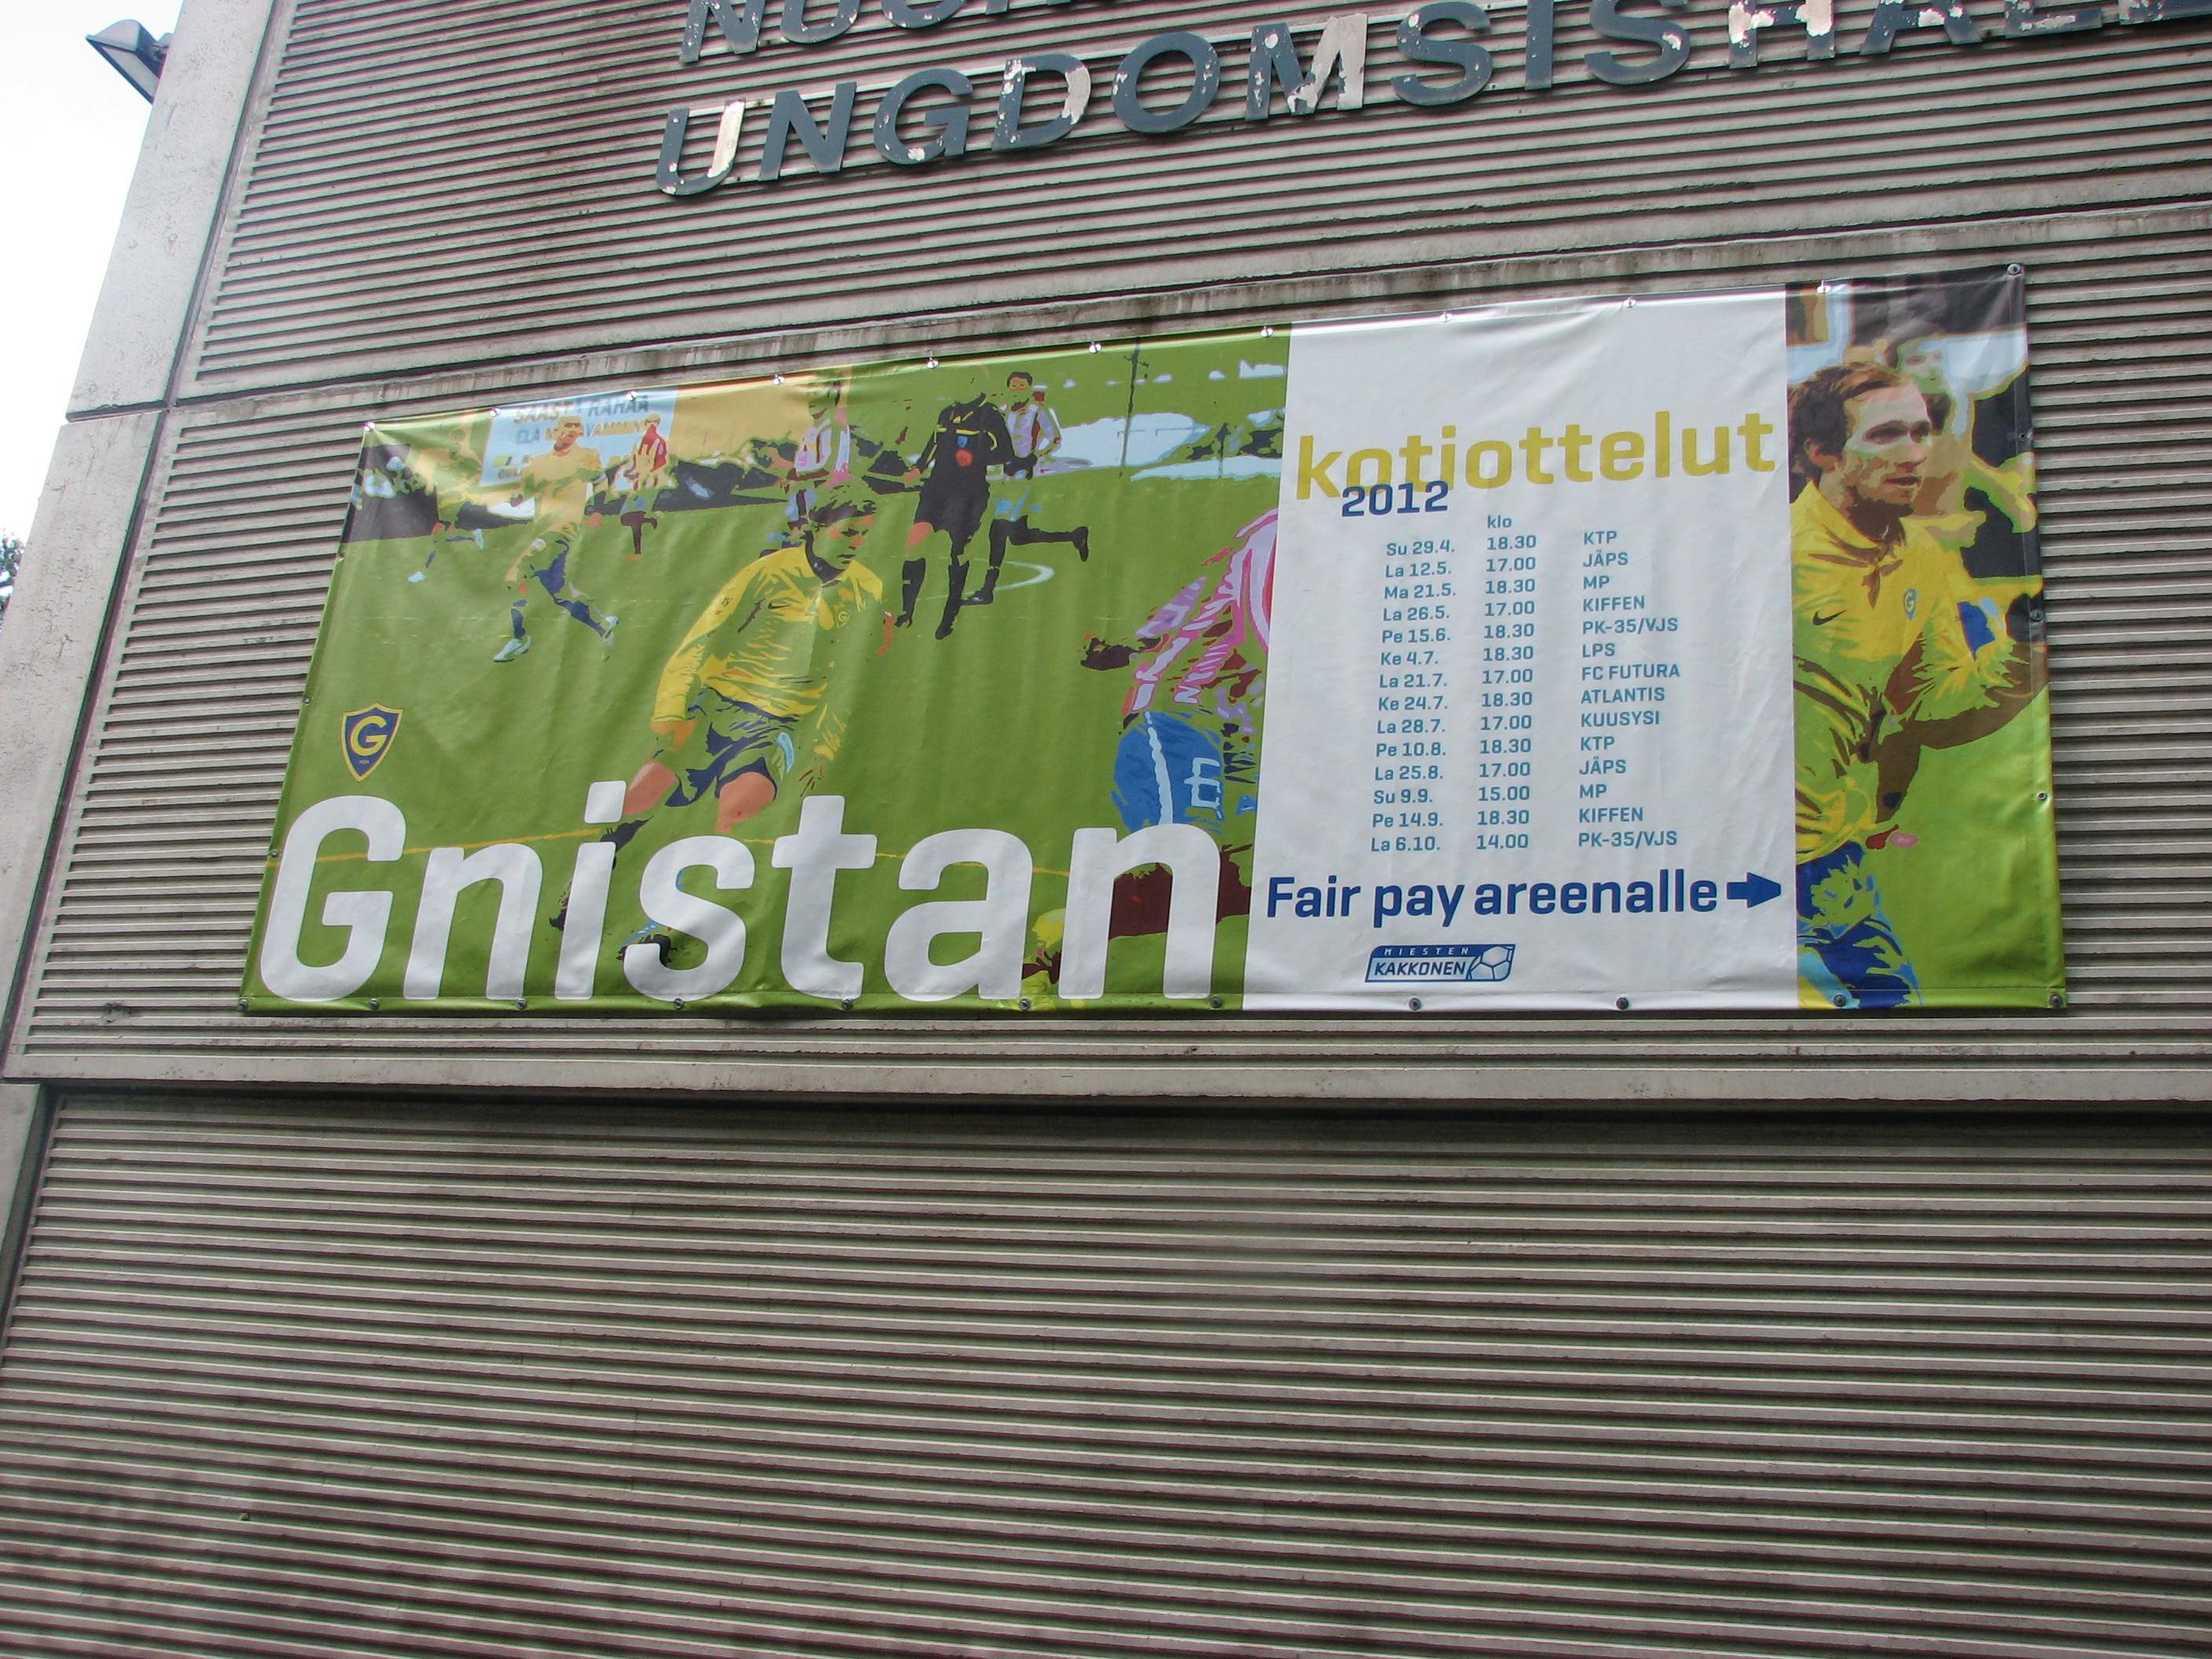 UNGDOMSISHALL
SÄÄSTÄ RAHAA
kotiottelut
2012
klo
Su 29.4. 18.30 KTP
La 12.5. 17.00 JÄPS
Ma 21.5. 18.30 MP
La 26.5. 17.00 KIFFEN
Pe 15.6. 18.30 PK-35/VJS
Ke 4.7. 18.30 LPS
La 21.7. 17.00 FC FUTURA
Ke 24.7. 18.30 ATLANTIS
La 28.7. 17.00 KUUSYSI
Pe 10.8. 18.30 KTP
La 25.8. 17.00 JÄPS
Su 9.9. 15.00 MP
Pe 14.9. 18.30 KIFFEN
La 6.10. 14.00 PK-35/VJS
G
Gnistan
Fair pay areenalle
MIESTEN
KAKKONEN